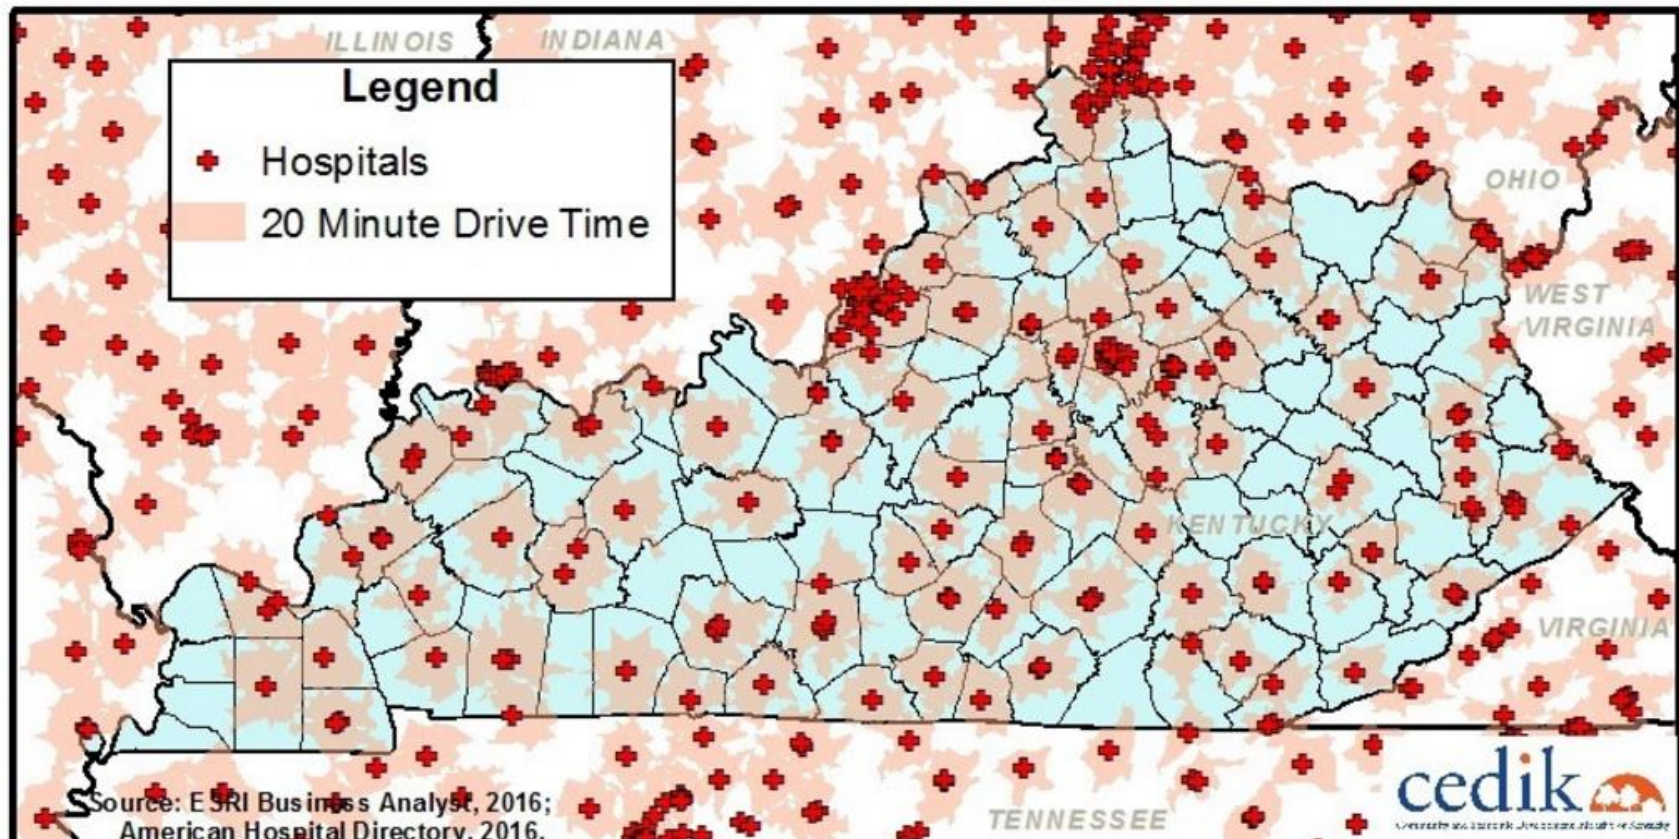 ILLINOIS
INDIANA
Legend
Hospitals
20 Minute Drive Time
OHIO
WEST
VIRGINIA
KENTUCKY
VIRGINIA
TENNESSEE
Source: ESRI Business Analyst, 2016;
American Hospital Directory, 2016.
cedik